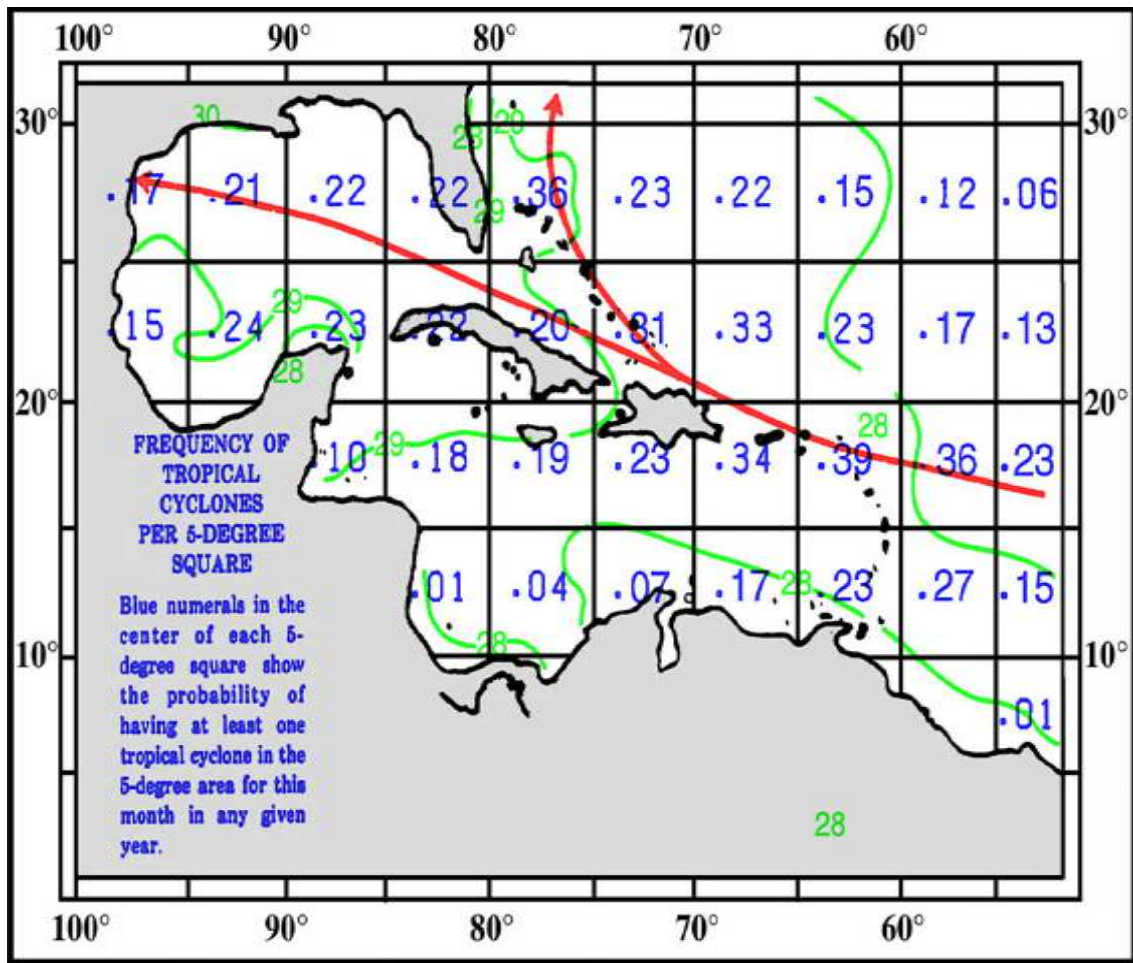 100° 90° 80° 70° 60°
30 28 28
30° 30°
.17 .21 .22 .22 .36 .23 .22 .15 .12 .06
29
29
.15 .24 .23 .22 .20 .31 .33 .23 .17 .13
28
20° 20°
28
29
.10 .18 .19 .23 .34 .39 .36 .23
FREQUENCY OF
TROPICAL
CYCLONES
PER 5-DEGREE
SQUARE
.01 .04 .07 .17 28 .23 .27 .15
28
10° 10°
.01
Blue numerals in the
center of each 5-
degree square show
the probability of
having at least one
tropical cyclone in the
5-degree area for this
month in any given
year.
28
100° 90° 80° 70° 60°